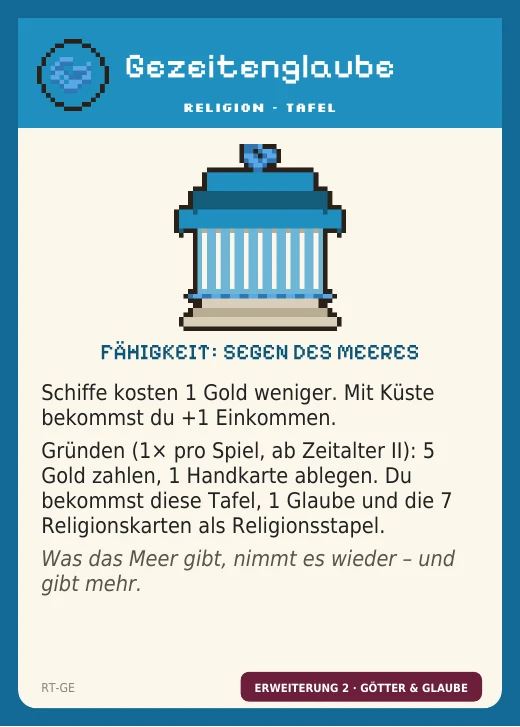 Gezeitenglaube
RELIGION · TAFEL
FÄHIGKEIT: SEGEN DES MEERES
Schiffe kosten 1 Gold weniger. Mit Küste
bekommst du +1 Einkommen.
Gründen (1× pro Spiel, ab Zeitalter II): 5
Gold zahlen, 1 Handkarte ablegen. Du
bekommst diese Tafel, 1 Glaube und die 7
Religionskarten als Religionsstapel.
Was das Meer gibt, nimmt es wieder – und
gibt mehr.
RT-GE
ERWEITERUNG 2 · GÖTTER & GLAUBE